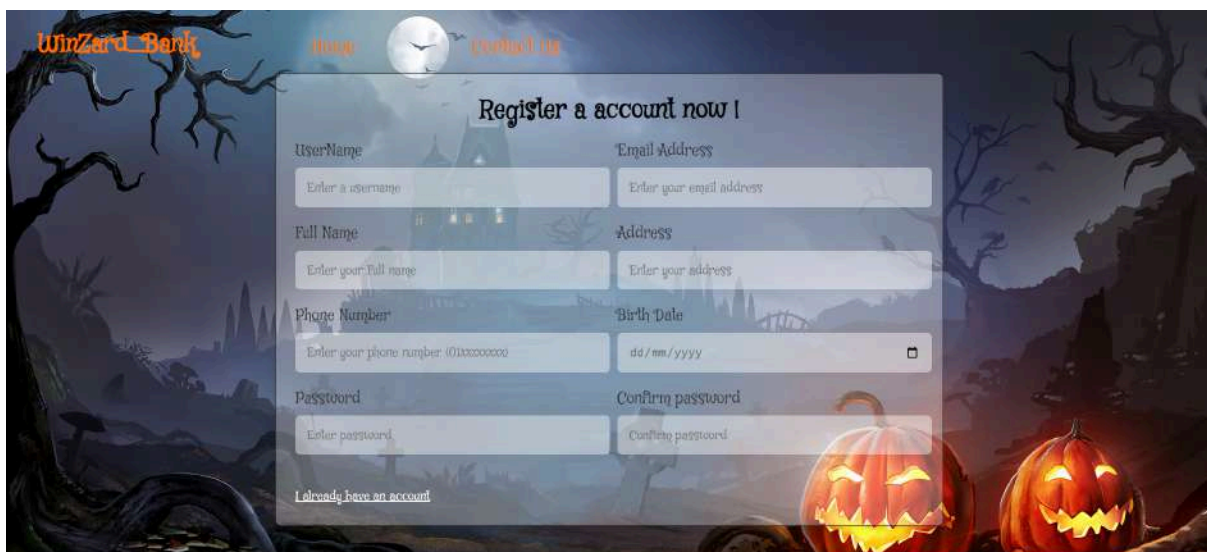 WinZard_Bank Home Contact Us
Register a account now !
UserName Email Address
Enter a username Enter your email address
Full Name Address
Enter your Full name Enter your address
Phone Number Birth Date
Enter your phone number (01xxxxxxxxx) dd/mm/yyyy
Password Confirm password
Enter password Confirm password
I already have an account